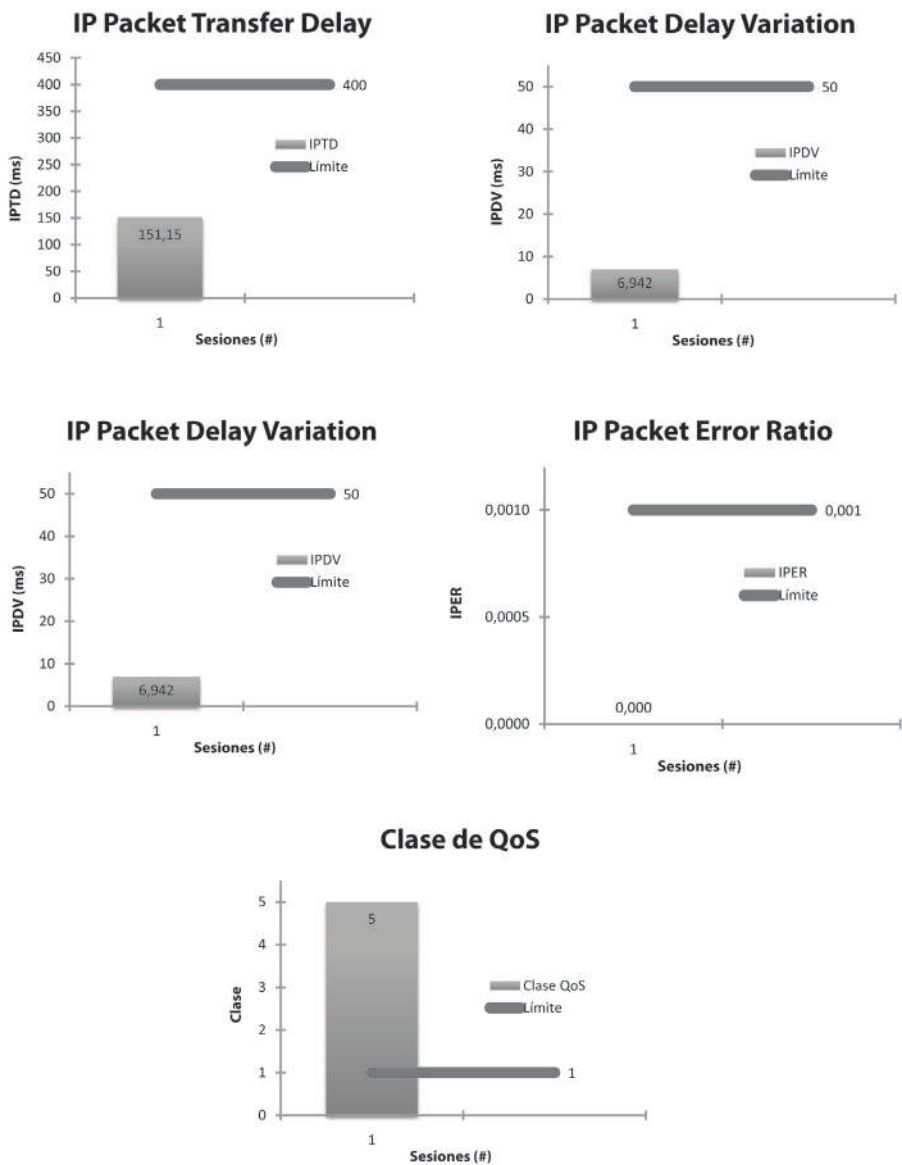 IP Packet Transfer Delay
450
400
350
300
250
200
150
100
50
0
IPTD (ms)
400
IPTD
Límite
151,15
1
Sesiones (#)
IP Packet Delay Variation
50
40
30
20
10
0
IPDV (ms)
50
IPDV
Límite
6,942
1
Sesiones (#)
IP Packet Delay Variation
50
40
30
20
10
0
IPDV (ms)
50
IPDV
Límite
6,942
1
Sesiones (#)
IP Packet Error Ratio
0,0010
0,0005
0,0000
IPER
0,001
IPER
Límite
0,000
1
Sesiones (#)
Clase de QoS
5
4
3
2
1
0
Clase
5
Clase QoS
Límite
1
1
Sesiones (#)